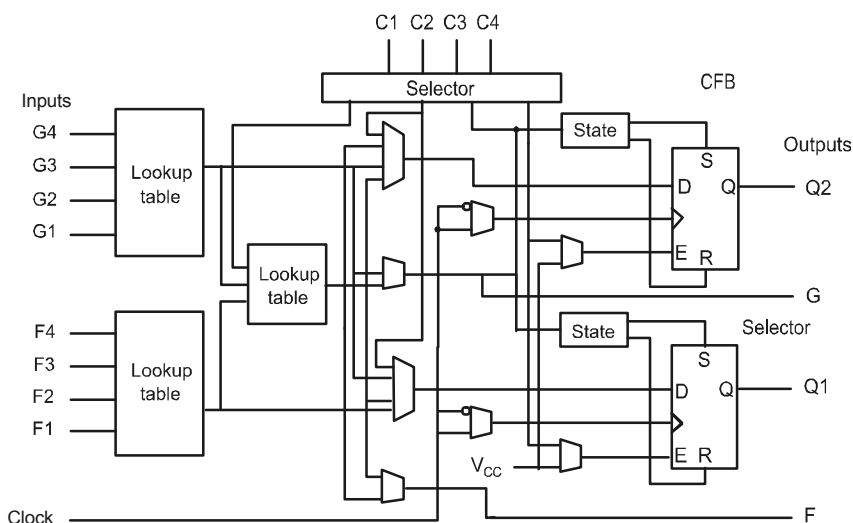 C1 C2 C3 C4
Selector
CFB
Inputs
G4
G3
G2
G1
Lookup
table
State
S
D
Q
E
R
Outputs
Q2
Lookup
table
G
F4
F3
F2
F1
Lookup
table
State
Selector
S
D
Q
E
R
Q1
VCC
Clock
F